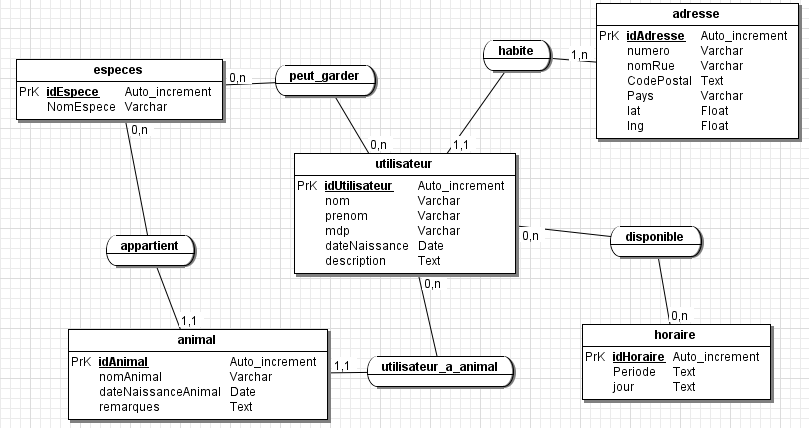 especes
PrK idEspece Auto_increment
NomEspece Varchar
0,n
peut_garder
0,n
habite
1,n
1,1
adresse
PrK idAdresse Auto_increment
numero Varchar
nomRue Varchar
CodePostal Text
Pays Varchar
lat Float
lng Float
utilisateur
PrK idUtilisateur Auto_increment
nom Varchar
prenom Varchar
mdp Varchar
dateNaissance Date
description Text
0,n
appartient
1,1
0,n
disponible
0,n
0,n
animal
PrK idAnimal Auto_increment
nomAnimal Varchar
dateNaissanceAnimal Date
remarques Text
1,1
utilisateur_a_animal
horaire
PrK idHoraire Auto_increment
Periode Text
jour Text